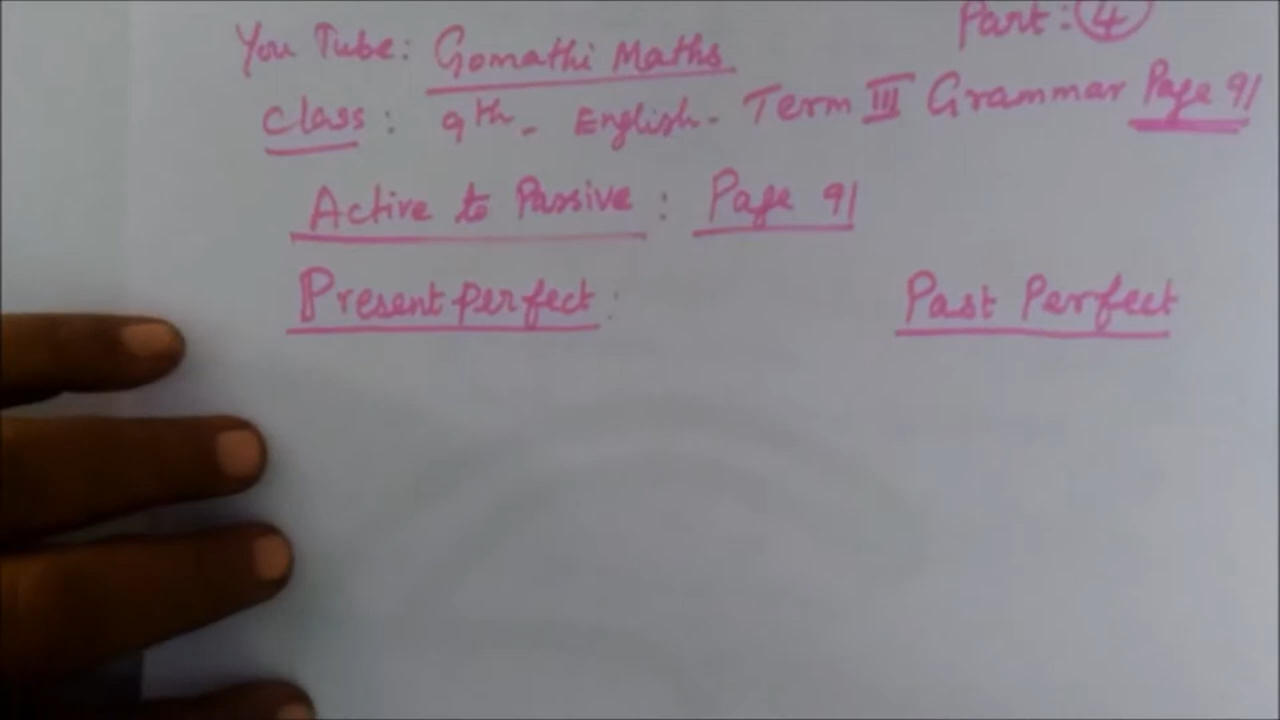 Part: 4
You Tube: Gomathi Maths
Class: 9th - English - Term III Grammar Page 91
Active to Passive : Page 91
Present perfect : Past Perfect